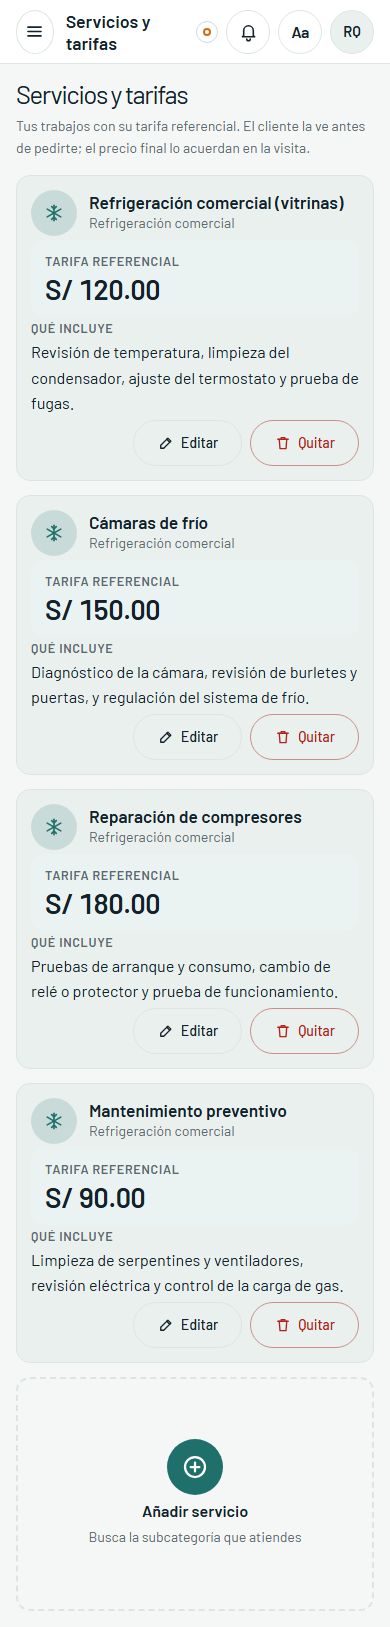 Servicios y
tarifas
Aa
RQ
Servicios y tarifas
Tus trabajos con su tarifa referencial. El cliente la ve antes
de pedirte; el precio final lo acuerdan en la visita.
Refrigeración comercial (vitrinas)
Refrigeración comercial
TARIFA REFERENCIAL
S/ 120.00
QUÉ INCLUYE
Revisión de temperatura, limpieza del
condensador, ajuste del termostato y prueba de
fugas.
Editar
Quitar
Cámaras de frío
Refrigeración comercial
TARIFA REFERENCIAL
S/ 150.00
QUÉ INCLUYE
Diagnóstico de la cámara, revisión de burletes y
puertas, y regulación del sistema de frío.
Editar
Quitar
Reparación de compresores
Refrigeración comercial
TARIFA REFERENCIAL
S/ 180.00
QUÉ INCLUYE
Pruebas de arranque y consumo, cambio de
relé o protector y prueba de funcionamiento.
Editar
Quitar
Mantenimiento preventivo
Refrigeración comercial
TARIFA REFERENCIAL
S/ 90.00
QUÉ INCLUYE
Limpieza de serpentines y ventiladores,
revisión eléctrica y control de la carga de gas.
Editar
Quitar
Añadir servicio
Busca la subcategoría que atiendes